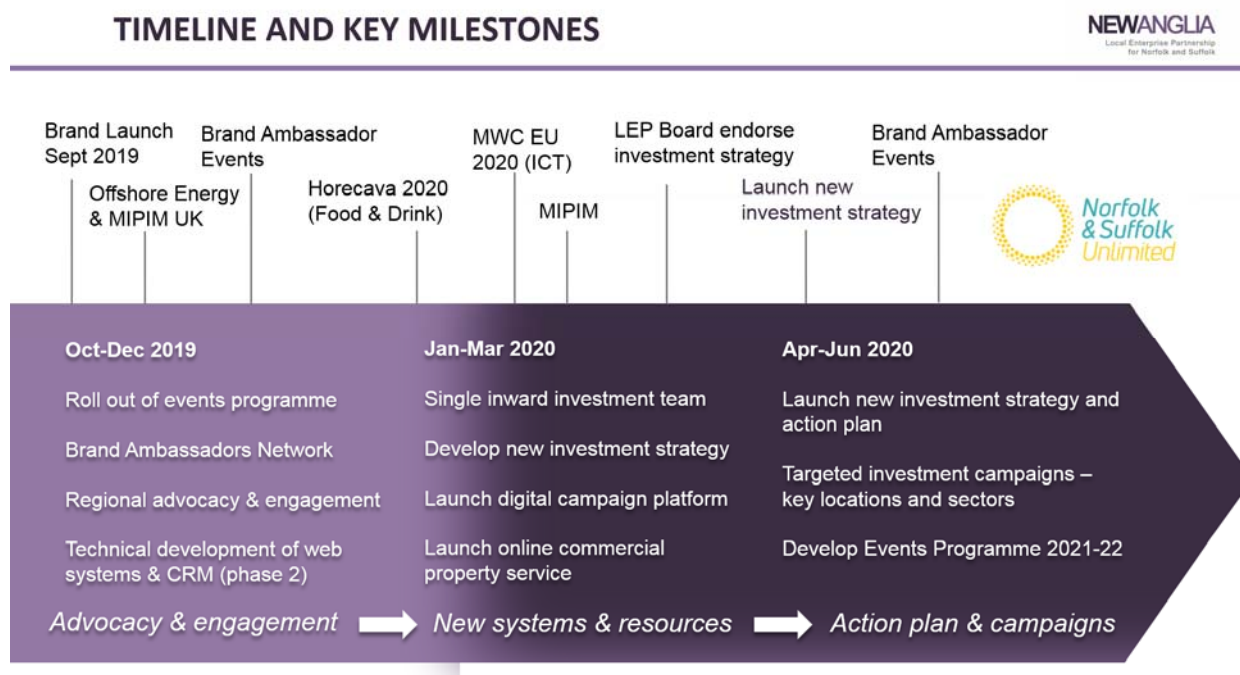 TIMELINE AND KEY MILESTONES
NEWANGLIA
Local Enterprise Partnership
for Norfolk and Suffolk
Brand Launch
Sept 2019
Offshore Energy
& MIPIM UK
Brand Ambassador
Events
Horecava 2020
(Food & Drink)
MWC EU
2020 (ICT)
MIPIM
LEP Board endorse
investment strategy
Launch new
investment strategy
Brand Ambassador
Events
Norfolk
& Suffolk
Unlimited
Oct-Dec 2019
Roll out of events programme
Brand Ambassadors Network
Regional advocacy & engagement
Technical development of web
systems & CRM (phase 2)
Advocacy & engagement
Jan-Mar 2020
Single inward investment team
Develop new investment strategy
Launch digital campaign platform
Launch online commercial
property service
New systems & resources
Apr-Jun 2020
Launch new investment strategy and
action plan
Targeted investment campaigns –
key locations and sectors
Develop Events Programme 2021-22
Action plan & campaigns